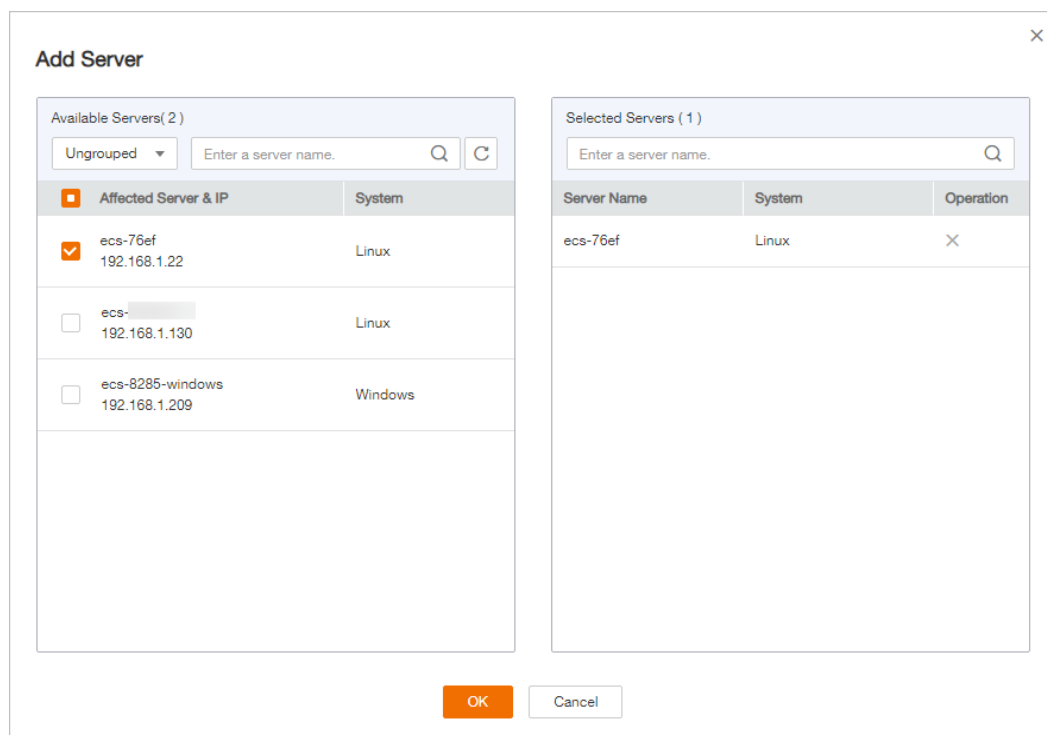 Add Server
Available Servers( 2 )
Ungrouped
Enter a server name.
Affected Server & IP
System
ecs-76ef
192.168.1.22
Linux
ecs-
192.168.1.130
Linux
ecs-8285-windows
192.168.1.209
Windows
Selected Servers ( 1 )
Enter a server name.
Server Name
System
Operation
ecs-76ef
Linux
OK
Cancel